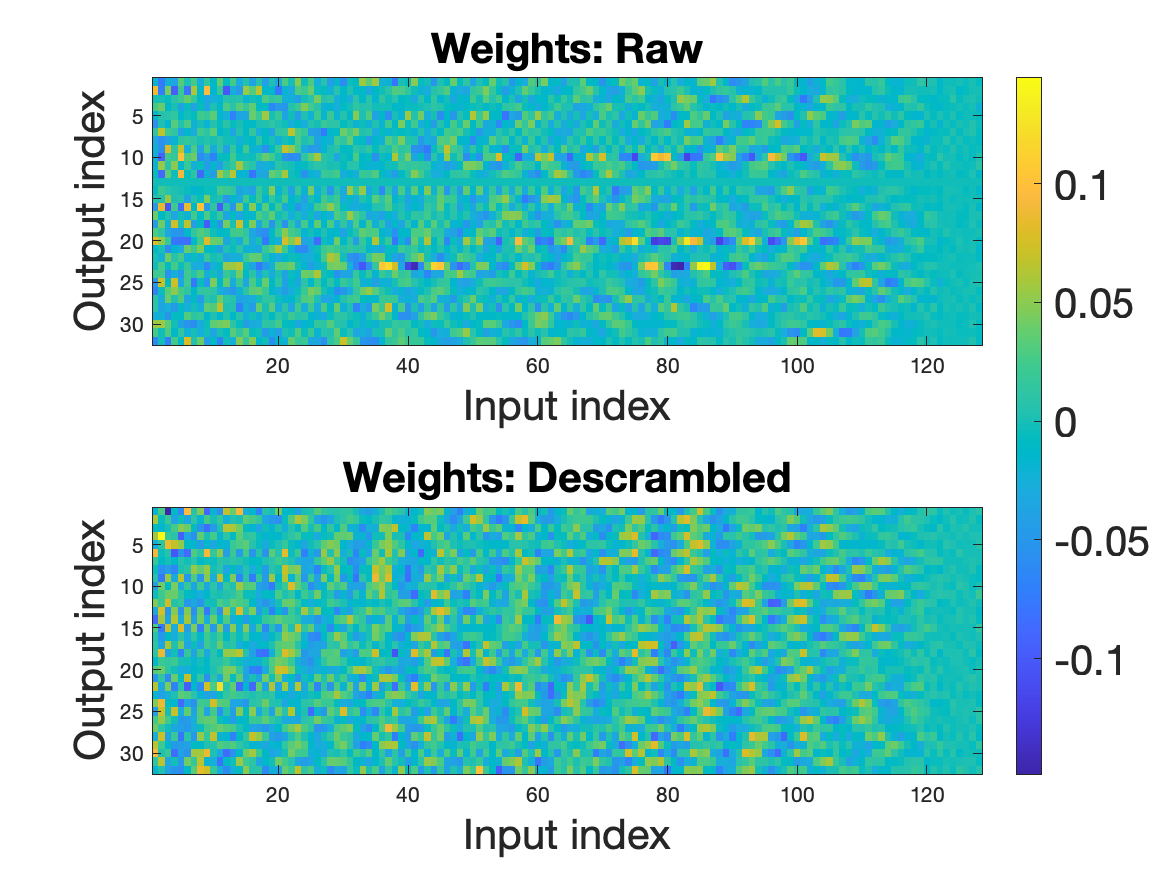 Weights: Raw
Output index
5
10
15
20
25
30
20 40 60 80 100 120
Input index
Weights: Descrambled
Output index
5
10
15
20
25
30
20 40 60 80 100 120
Input index
0.1
0.05
0
-0.05
-0.1